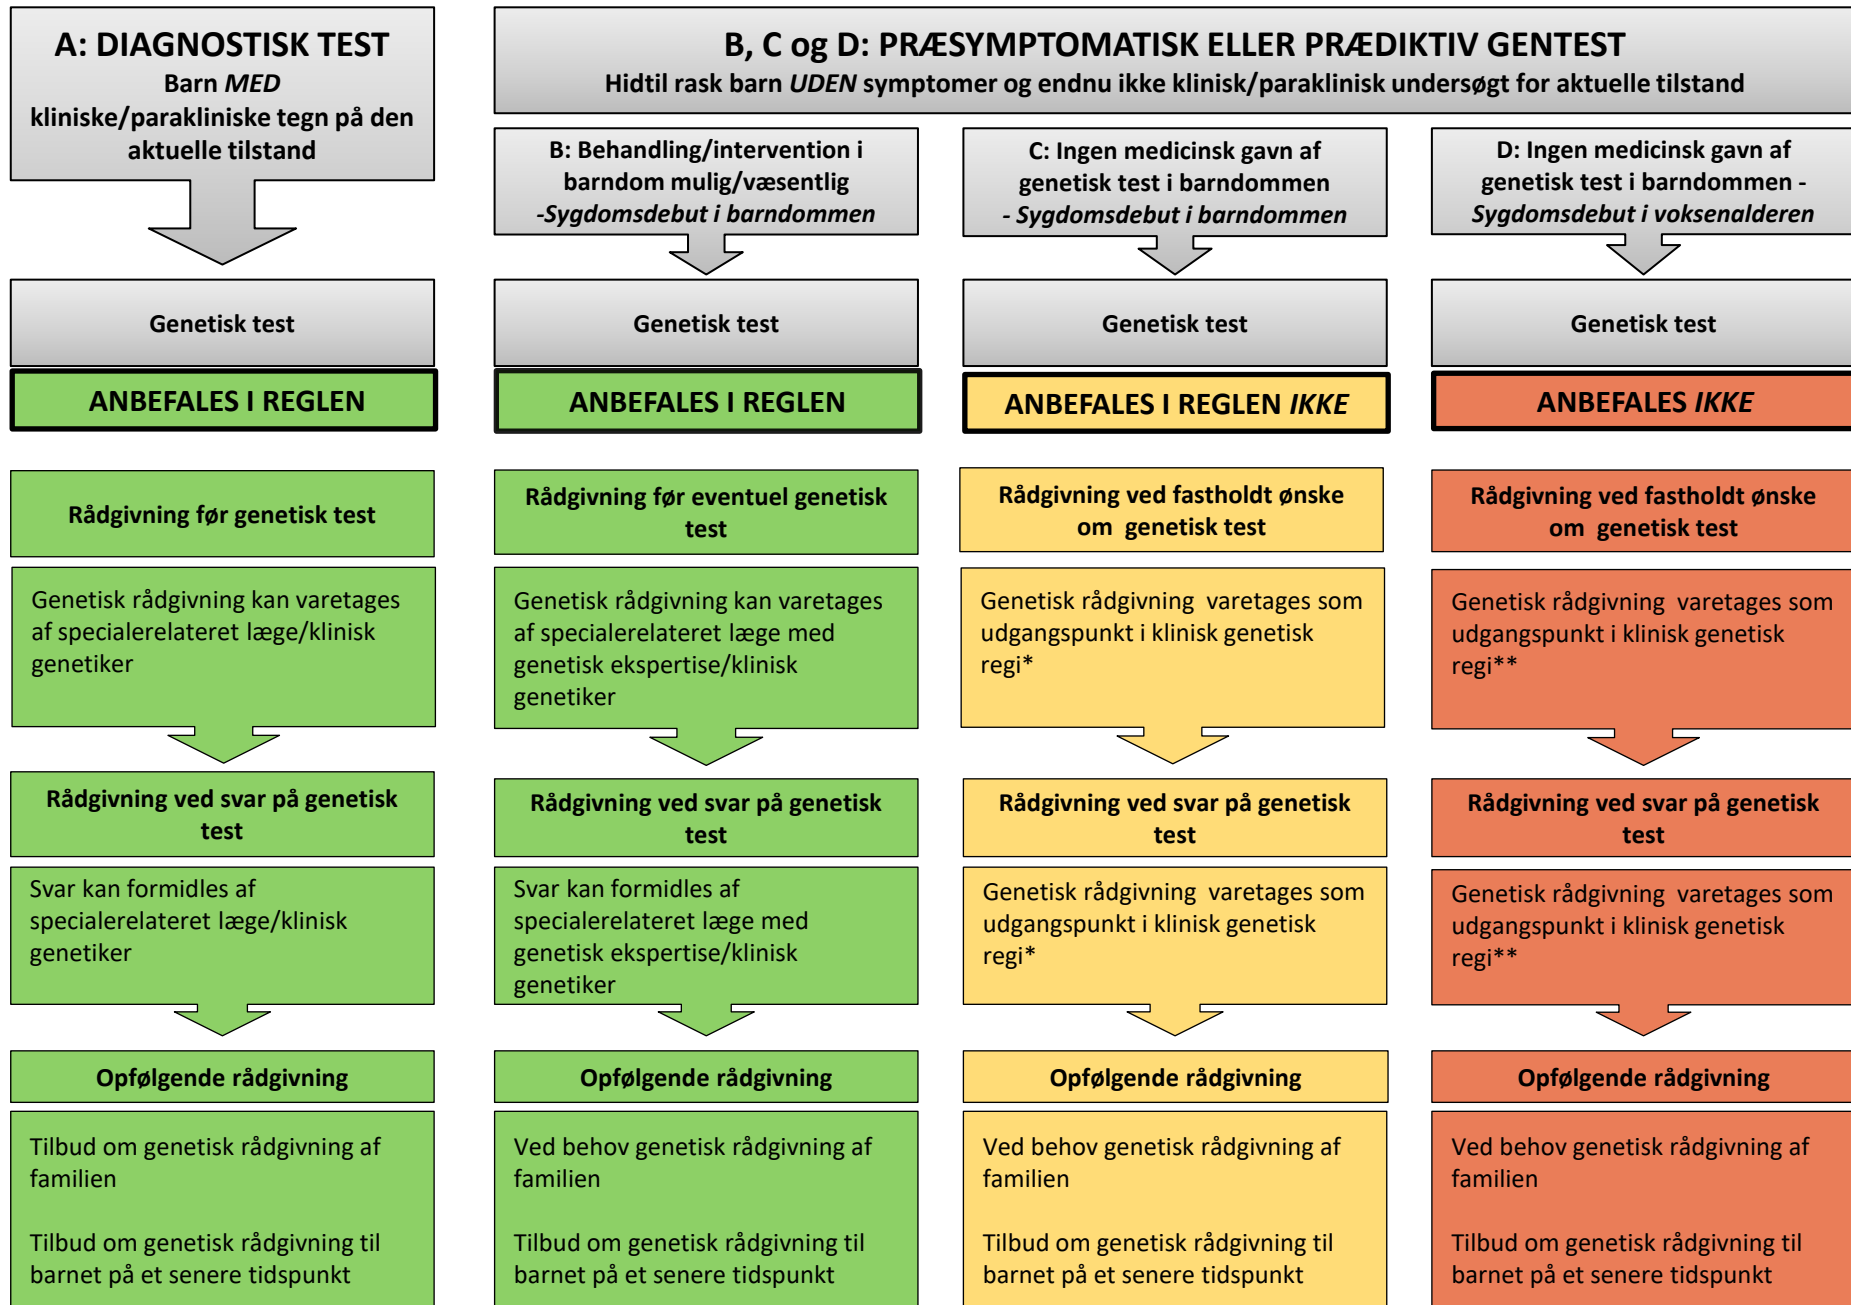 A: DIAGNOSTISK TEST
Barn MED
kliniske/parakliniske tegn på den
aktuelle tilstand
B, C og D: PRÆSYMPTOMATISK ELLER PRÆDIKTIV GENTEST
Hidtil rask barn UDEN symptomer og endnu ikke klinisk/paraklinisk undersøgt for aktuelle tilstand
B: Behandling/intervention i
barndom mulig/væsentlig
-Sygdomsdebut i barndommen
C: Ingen medicinsk gavn af
genetisk test i barndommen
- Sygdomsdebut i barndommen
D: Ingen medicinsk gavn af
genetisk test i barndommen -
Sygdomsdebut i voksenalderen
Genetisk test
Genetisk test
Genetisk test
Genetisk test
ANBEFALES I REGLEN
ANBEFALES I REGLEN
ANBEFALES I REGLEN IKKE
ANBEFALES IKKE
Rådgivning før genetisk test
Rådgivning før eventuel genetisk
test
Rådgivning ved fastholdt ønske
om genetisk test
Rådgivning ved fastholdt ønske
om genetisk test
Genetisk rådgivning kan varetages
af specialerelateret læge/klinisk
genetiker
Genetisk rådgivning kan varetages
af specialerelateret læge med
genetisk ekspertise/klinisk
genetiker
Genetisk rådgivning varetages som
udgangspunkt i klinisk genetisk
regi*
Genetisk rådgivning varetages som
udgangspunkt i klinisk genetisk
regi**
Rådgivning ved svar på genetisk
test
Rådgivning ved svar på genetisk
test
Rådgivning ved svar på genetisk
test
Rådgivning ved svar på genetisk
test
Svar kan formidles af
specialerelateret læge/klinisk
genetiker
Svar kan formidles af
specialerelateret læge med
genetisk ekspertise/klinisk
genetiker
Genetisk rådgivning varetages som
udgangspunkt i klinisk genetisk
regi*
Genetisk rådgivning varetages som
udgangspunkt i klinisk genetisk
regi**
Opfølgende rådgivning
Opfølgende rådgivning
Opfølgende rådgivning
Opfølgende rådgivning
Tilbud om genetisk rådgivning af
familien
Tilbud om genetisk rådgivning til
barnet på et senere tidspunkt
Ved behov genetisk rådgivning af
familien
Tilbud om genetisk rådgivning til
barnet på et senere tidspunkt
Ved behov genetisk rådgivning af
familien
Tilbud om genetisk rådgivning til
barnet på et senere tidspunkt
Ved behov genetisk rådgivning af
familien
Tilbud om genetisk rådgivning til
barnet på et senere tidspunkt